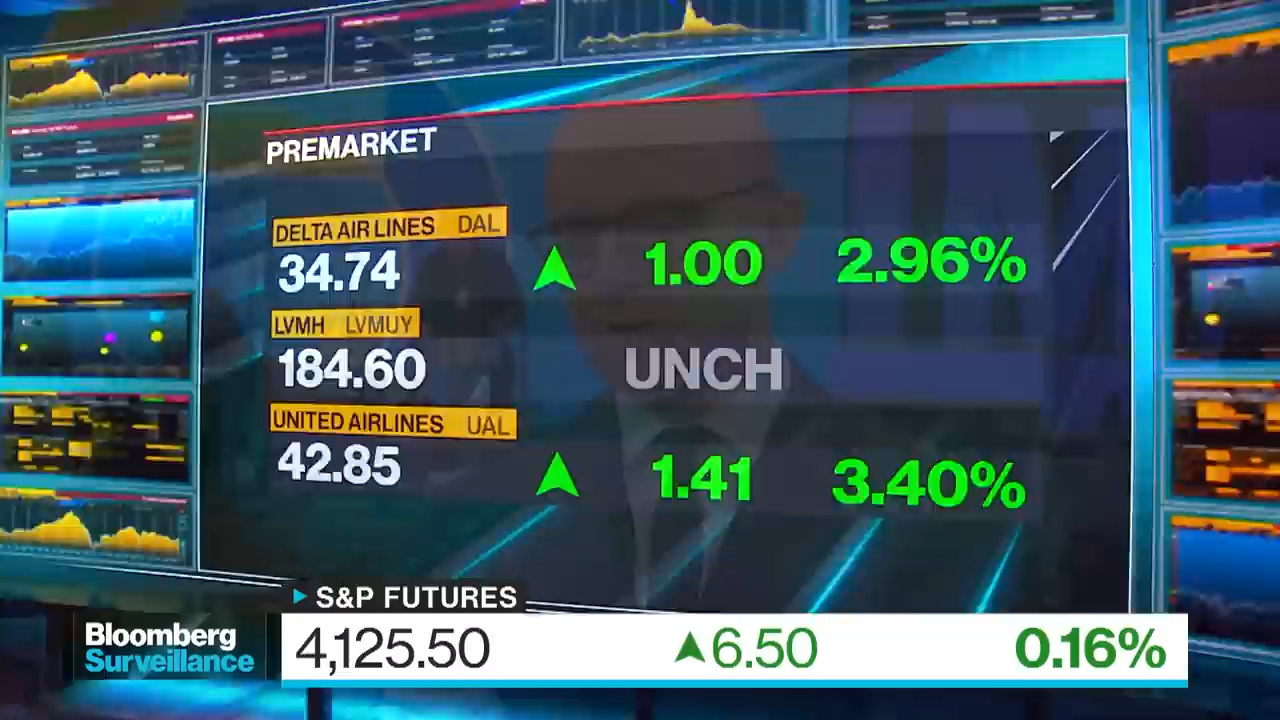 PREMARKET
DELTA AIR LINES DAL
34.74 ▲ 1.00 2.96%
LVMH LVMUY
184.60 UNCH
UNITED AIRLINES UAL
42.85 ▲ 1.41 3.40%
S&P FUTURES
Bloomberg
Surveillance
4,125.50 ▲6.50 0.16%